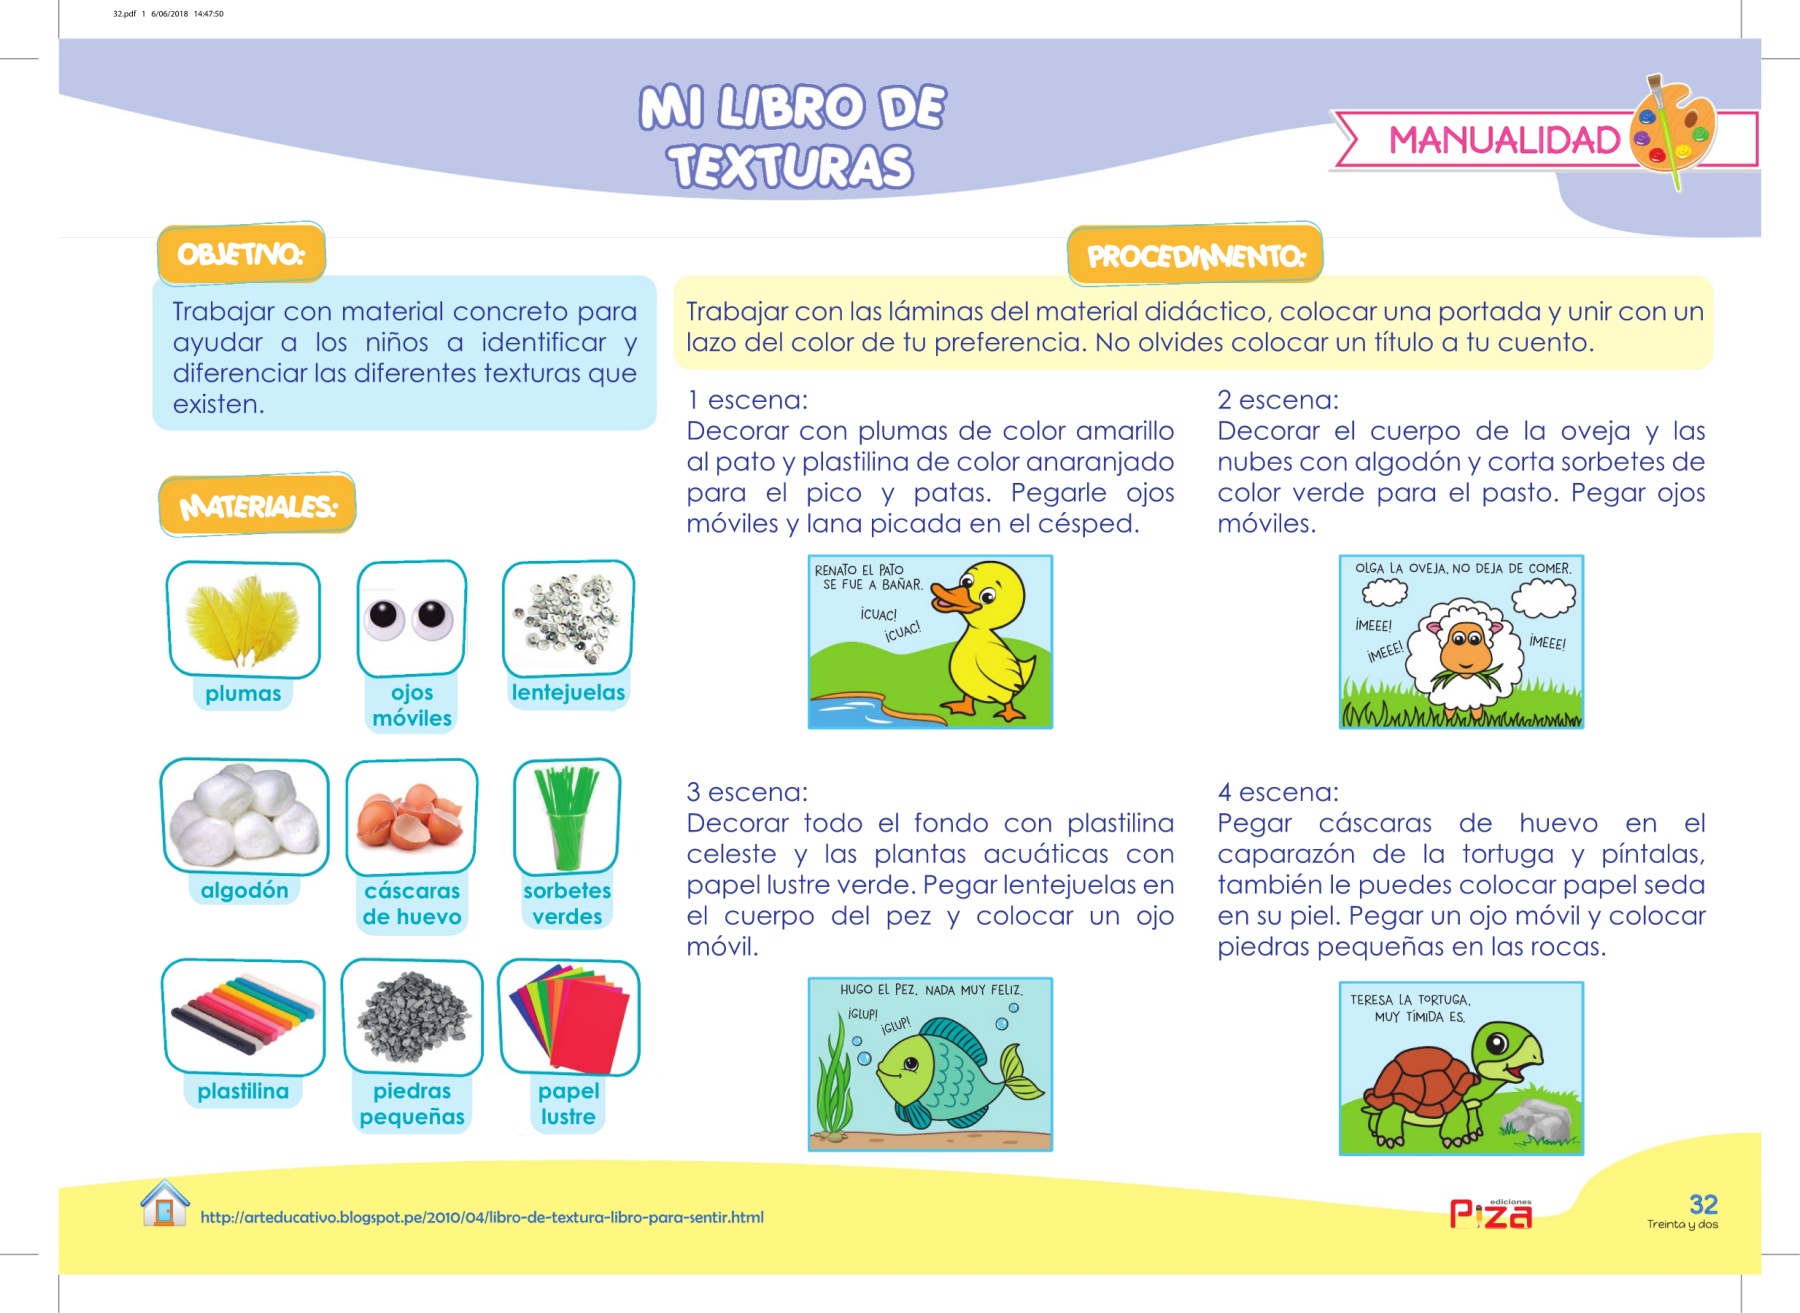 32.pdf 1 6/06/2018 14:47:50
MI LIBRO DE
TEXTURAS
MANUALIDAD
OBJETIVO:
Trabajar con material concreto para
ayudar a los niños a identificar y
diferenciar las diferentes texturas que
existen.
MATERIALES:
plumas
ojos
móviles
lentejuelas
algodón
cáscaras
de huevo
sorbetes
verdes
plastilina
piedras
pequeñas
papel
lustre
PROCEDIMIENTO:
Trabajar con las láminas del material didáctico, colocar una portada y unir con un
lazo del color de tu preferencia. No olvides colocar un título a tu cuento.
1 escena:
Decorar con plumas de color amarillo
al pato y plastilina de color anaranjado
para el pico y patas. Pegarle ojos
móviles y lana picada en el césped.
RENATO EL PATO
SE FUE A BAÑAR.
¡CUAC!
¡CUAC!
2 escena:
Decorar el cuerpo de la oveja y las
nubes con algodón y corta sorbetes de
color verde para el pasto. Pegar ojos
móviles.
OLGA LA OVEJA, NO DEJA DE COMER.
¡MEEE!
¡MEEE!
¡MEEE!
3 escena:
Decorar todo el fondo con plastilina
celeste y las plantas acuáticas con
papel lustre verde. Pegar lentejuelas en
el cuerpo del pez y colocar un ojo
móvil.
HUGO EL PEZ, NADA MUY FELIZ.
¡GLUP!
¡GLUP!
4 escena:
Pegar cáscaras de huevo en el
caparazón de la tortuga y píntalas,
también le puedes colocar papel seda
en su piel. Pegar un ojo móvil y colocar
piedras pequeñas en las rocas.
TERESA LA TORTUGA,
MUY TÍMIDA ES.
http://arteducativo.blogspot.pe/2010/04/libro-de-textura-libro-para-sentir.html
ediciones
Piza
32
Treinta y dos